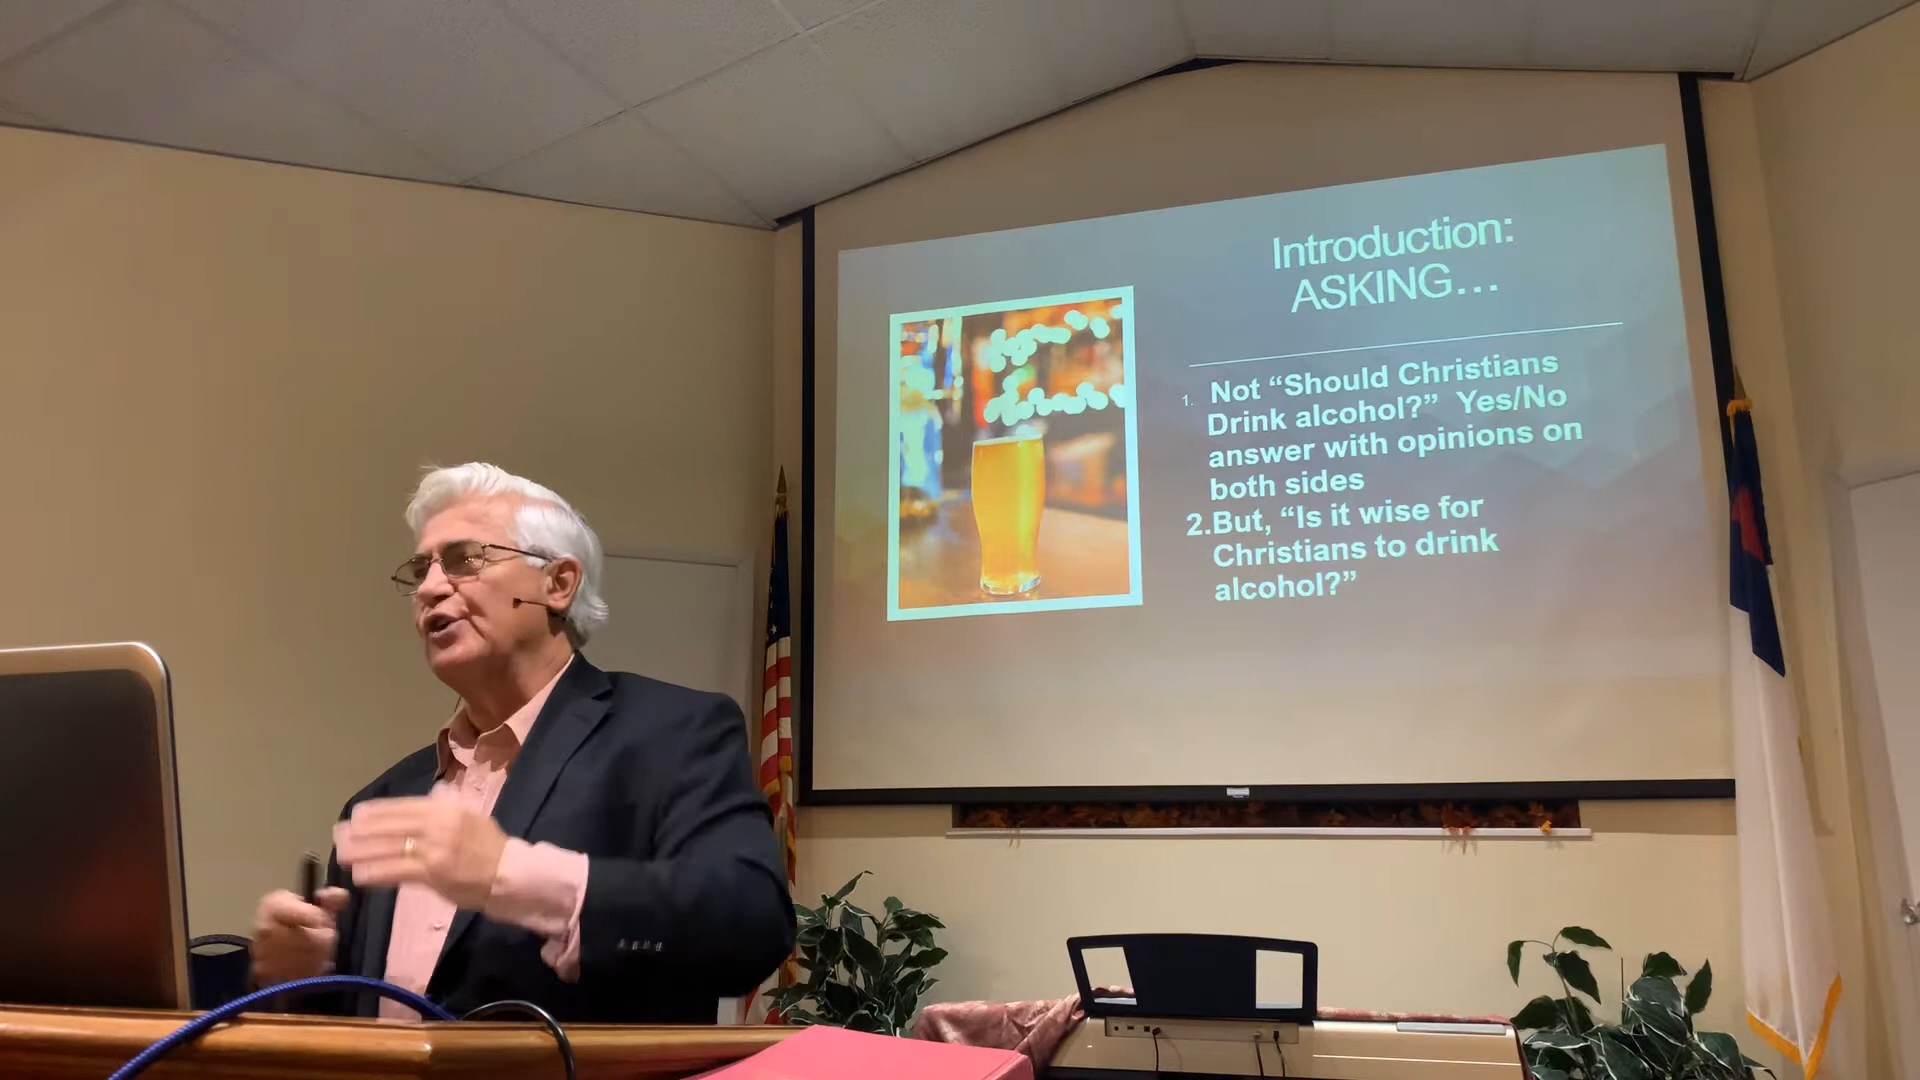 Introduction:
ASKING…
1. Not “Should Christians
Drink alcohol?” Yes/No
answer with opinions on
both sides
2.But, “Is it wise for
Christians to drink
alcohol?”